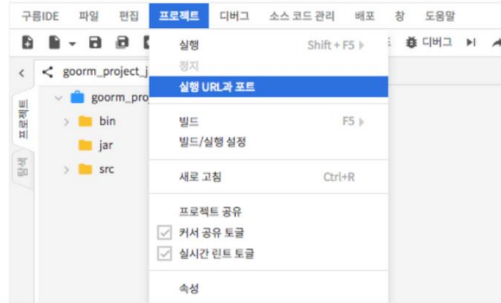 구름IDE 파일 편집 프로젝트 디버그 소스 코드 관리 배포 창 도움말
디버그
goorm_project_j
프로젝트
탐색
goorm_pro
bin
jar
src
실행 Shift + F5
정지
실행 URL과 포트
빌드 F5
빌드/실행 설정
새로 고침 Ctrl+R
프로젝트 공유
커서 공유 토글
실시간 린트 토글
속성